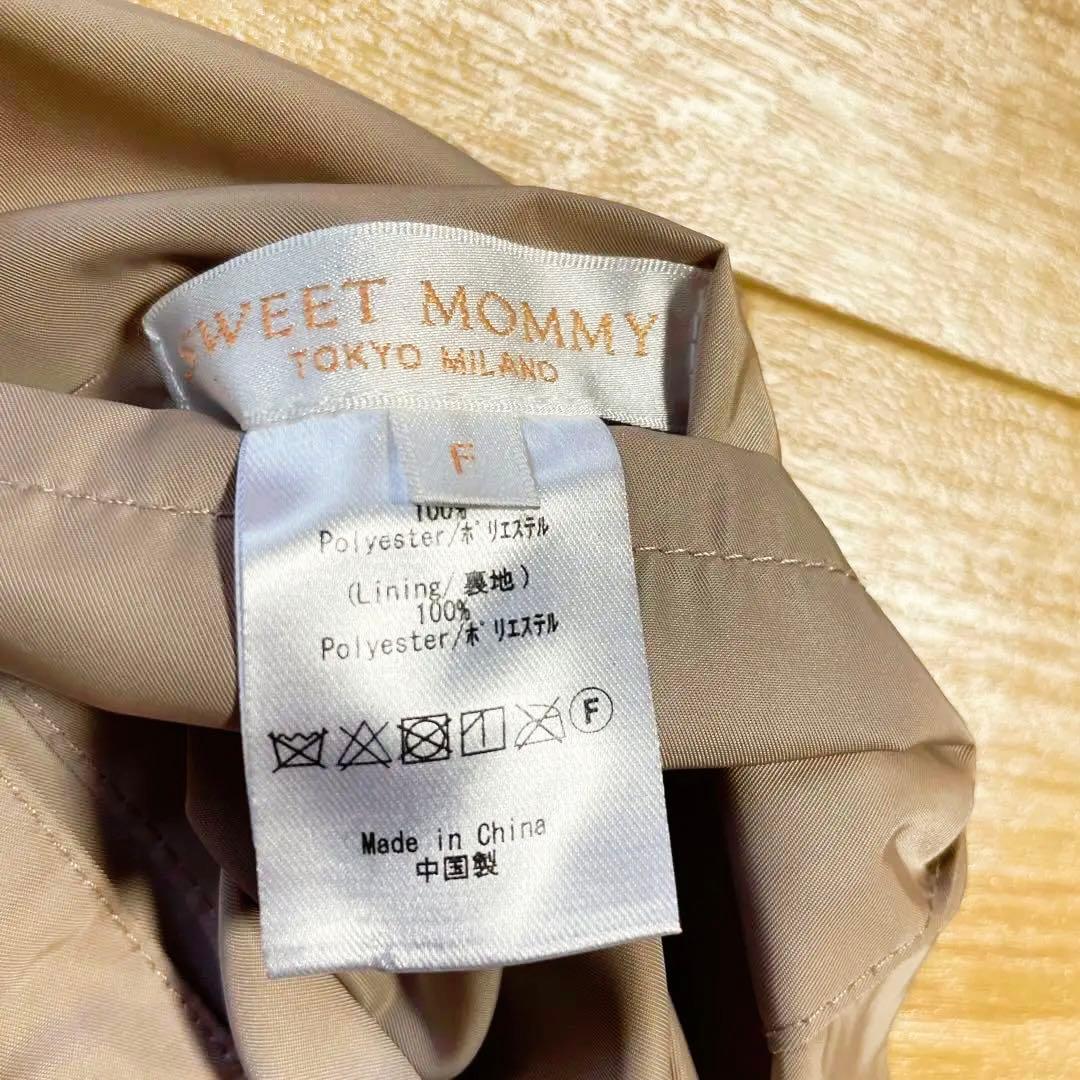 SWEET MOMMY
TOKYO MILANO
F
100%
Polyester/ポリエステル
(Lining/裏地)
100%
Polyester/ポリエステル
F
Made in China
中国製